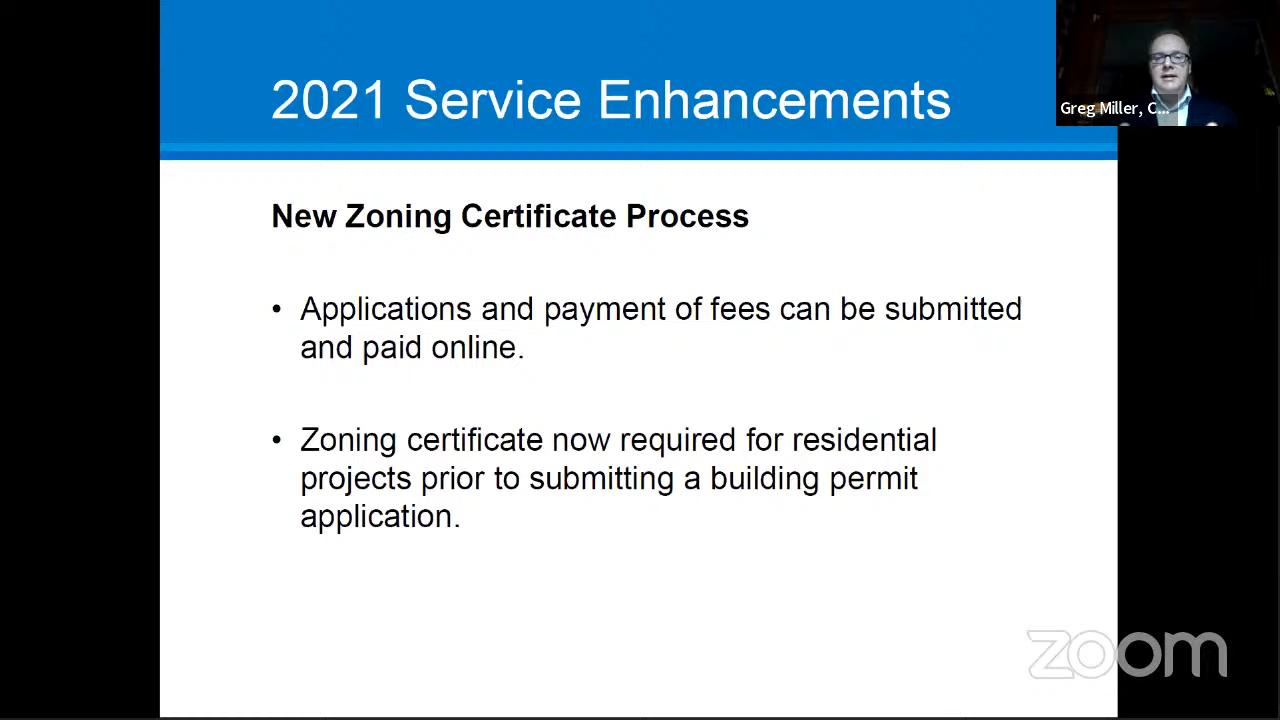 2021 Service Enhancements
Greg Miller, C...
New Zoning Certificate Process
• Applications and payment of fees can be submitted
and paid online.
• Zoning certificate now required for residential
projects prior to submitting a building permit
application.
zoom